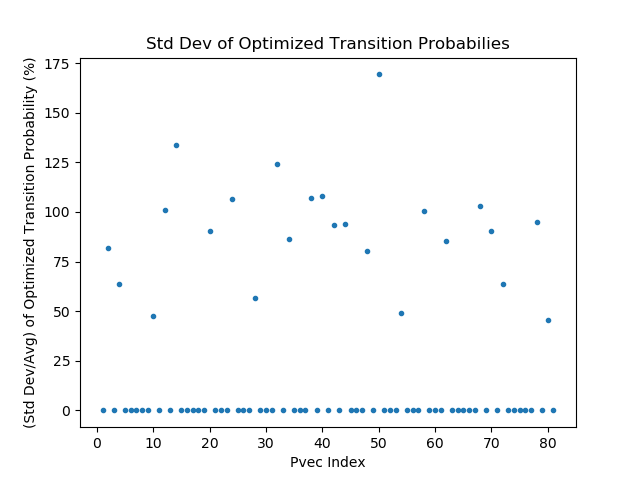 Std Dev of Optimized Transition Probabilies
(Std Dev/Avg) of Optimized Transition Probability (%)
175
150
125
100
75
50
25
0
0 10 20 30 40 50 60 70 80
Pvec Index